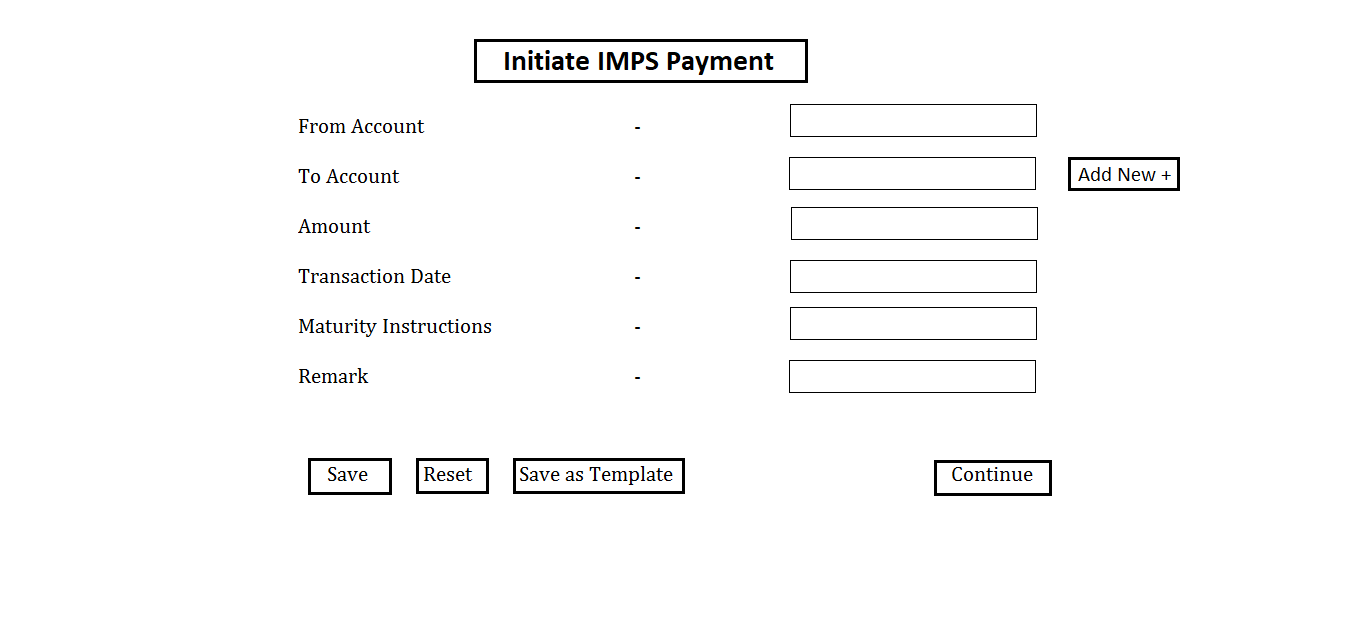 Initiate IMPS Payment
From Account -
To Account - Add New +
Amount -
Transaction Date -
Maturity Instructions -
Remark -
Save Reset Save as Template Continue